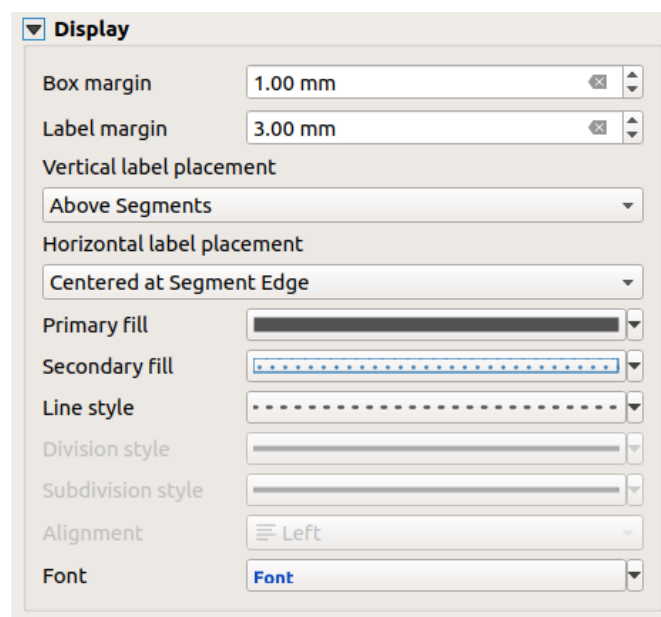 Display
Box margin 1.00 mm
Label margin 3.00 mm
Vertical label placement
Above Segments
Horizontal label placement
Centered at Segment Edge
Primary fill
Secondary fill
Line style
Division style
Subdivision style
Alignment Left
Font Font